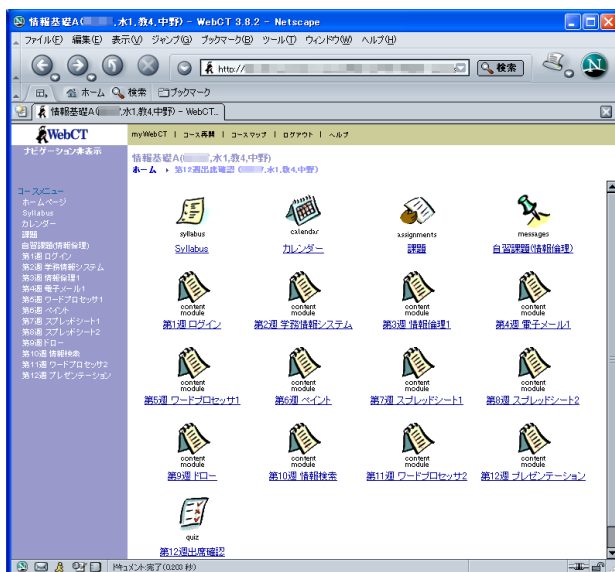 情報基礎A( ,水1,教4,中野) - WebCT 3.8.2 - Netscape
ファイル(F) 編集(E) 表示(V) ジャンプ(G) ブックマーク(B) ツール(T) ウィンドウ(W) ヘルプ(H)
http:// 検索
ホーム 検索 ブックマーク
情報基礎A( ,水1,教4,中野) - WebCT...
WebCT myWebCT | コース再開 | コースマップ | ログアウト | ヘルプ
ナビゲーション非表示
情報基礎A( ,水1,教4,中野)
ホーム › 第12週出席確認 ( ,水1,教4,中野)
コースメニュー
ホームページ
Syllabus
カレンダー
課題
自習課題(情報倫理)
第1週 ログイン
第2週 学務情報システム
第3週 情報倫理1
第4週 電子メール1
第5週 ワードプロセッサ1
第6週 ペイント
第7週 スプレッドシート1
第8週 スプレッドシート2
第9週 ドロー
第10週 情報検索
第11週 ワードプロセッサ2
第12週 プレゼンテーション
syllabus calendar assignments messages
Syllabus カレンダー 課題 自習課題(情報倫理)
content module content module content module content module
第1週 ログイン 第2週 学務情報システム 第3週 情報倫理1 第4週 電子メール1
content module content module content module content module
第5週 ワードプロセッサ1 第6週 ペイント 第7週 スプレッドシート1 第8週 スプレッドシート2
content module content module content module content module
第9週 ドロー 第10週 情報検索 第11週 ワードプロセッサ2 第12週 プレゼンテーション
quiz
第12週出席確認
ドキュメント:完了(0.203 秒)